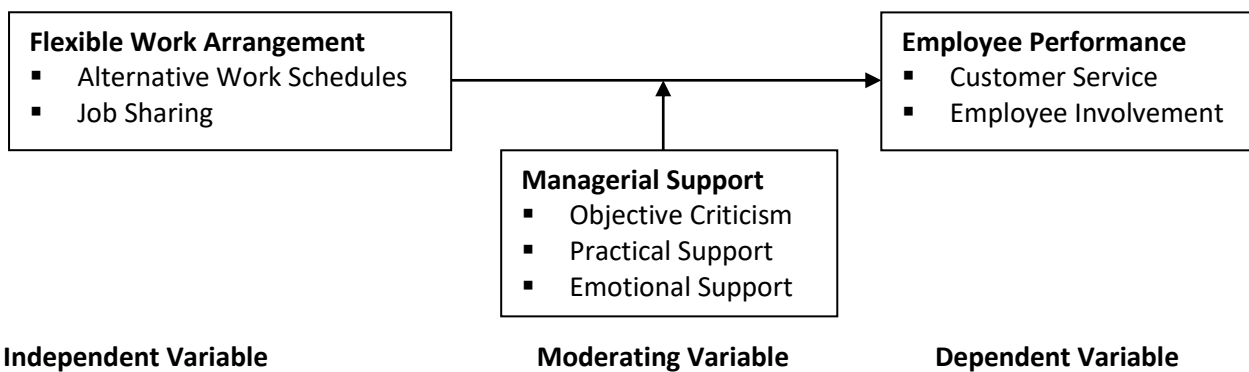 Flexible Work Arrangement
▪ Alternative Work Schedules
▪ Job Sharing
Employee Performance
▪ Customer Service
▪ Employee Involvement
Managerial Support
▪ Objective Criticism
▪ Practical Support
▪ Emotional Support
Independent Variable
Moderating Variable
Dependent Variable